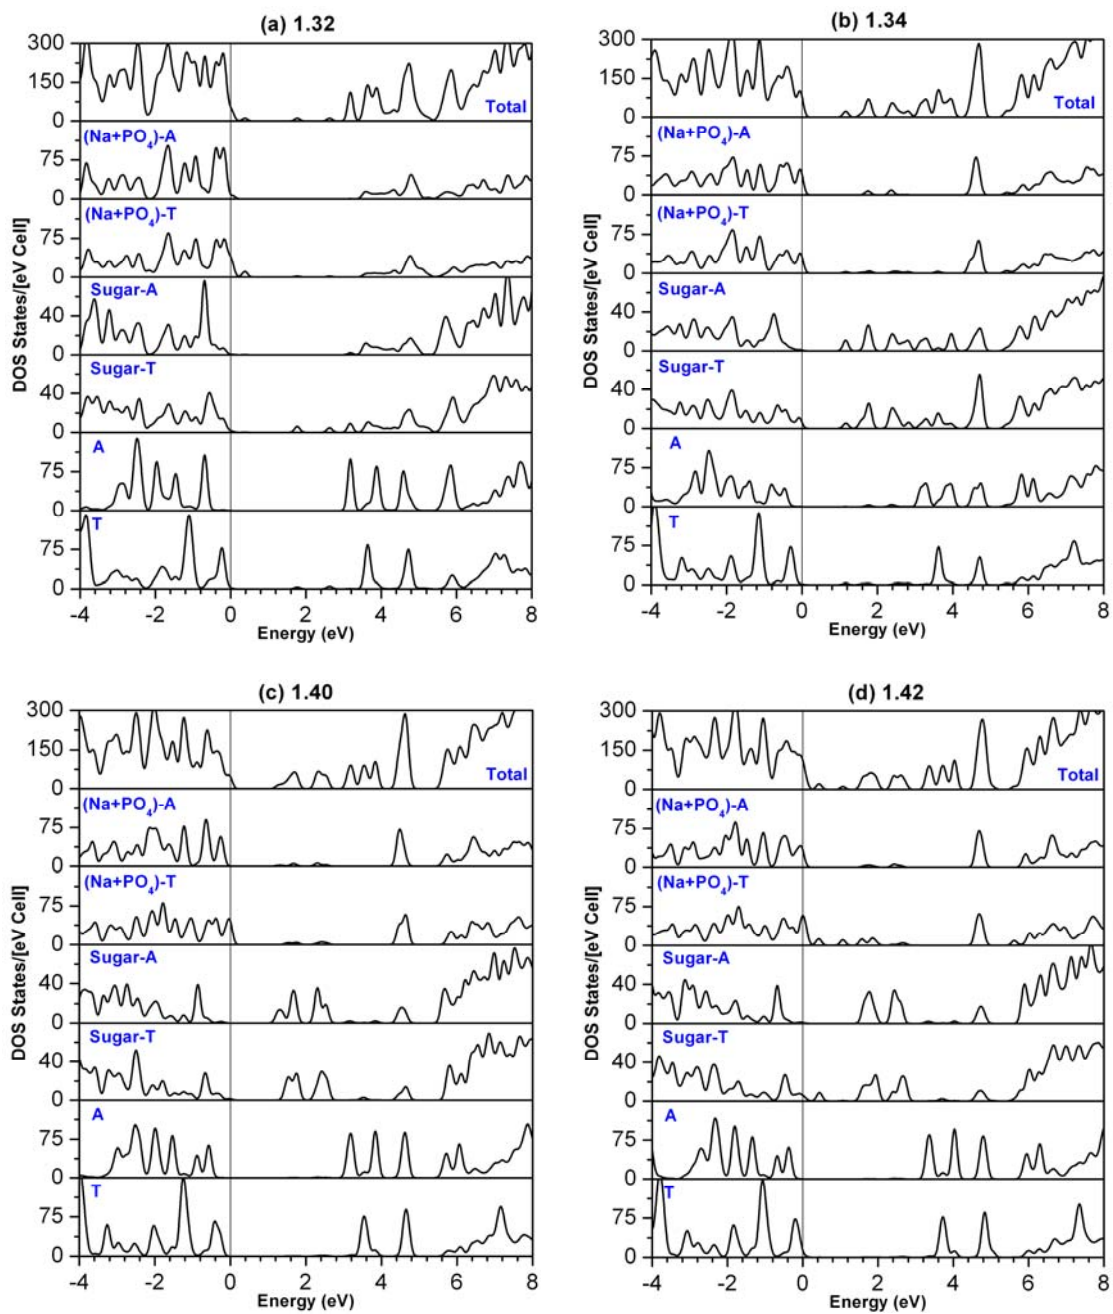 (a) 1.32
300
150
0
Total
(Na+PO4)-A
75
0
(Na+PO4)-T
75
0
Sugar-A
40
0
Sugar-T
40
0
A
75
0
T
75
0
-4 -2 0 2 4 6 8
Energy (eV)
DOS States/[eV Cell]
(b) 1.34
300
150
0
Total
(Na+PO4)-A
75
0
(Na+PO4)-T
75
0
Sugar-A
40
0
Sugar-T
40
0
A
75
0
T
75
0
-4 -2 0 2 4 6 8
Energy (eV)
DOS States/[eV Cell]
(c) 1.40
300
150
0
Total
(Na+PO4)-A
75
0
(Na+PO4)-T
75
0
Sugar-A
40
0
Sugar-T
40
0
A
75
0
T
75
0
-4 -2 0 2 4 6 8
Energy (eV)
DOS States/[eV Cell]
(d) 1.42
300
150
0
Total
(Na+PO4)-A
75
0
(Na+PO4)-T
75
0
Sugar-A
40
0
Sugar-T
40
0
A
75
0
T
75
0
-4 -2 0 2 4 6 8
Energy (eV)
DOS States/[eV Cell]